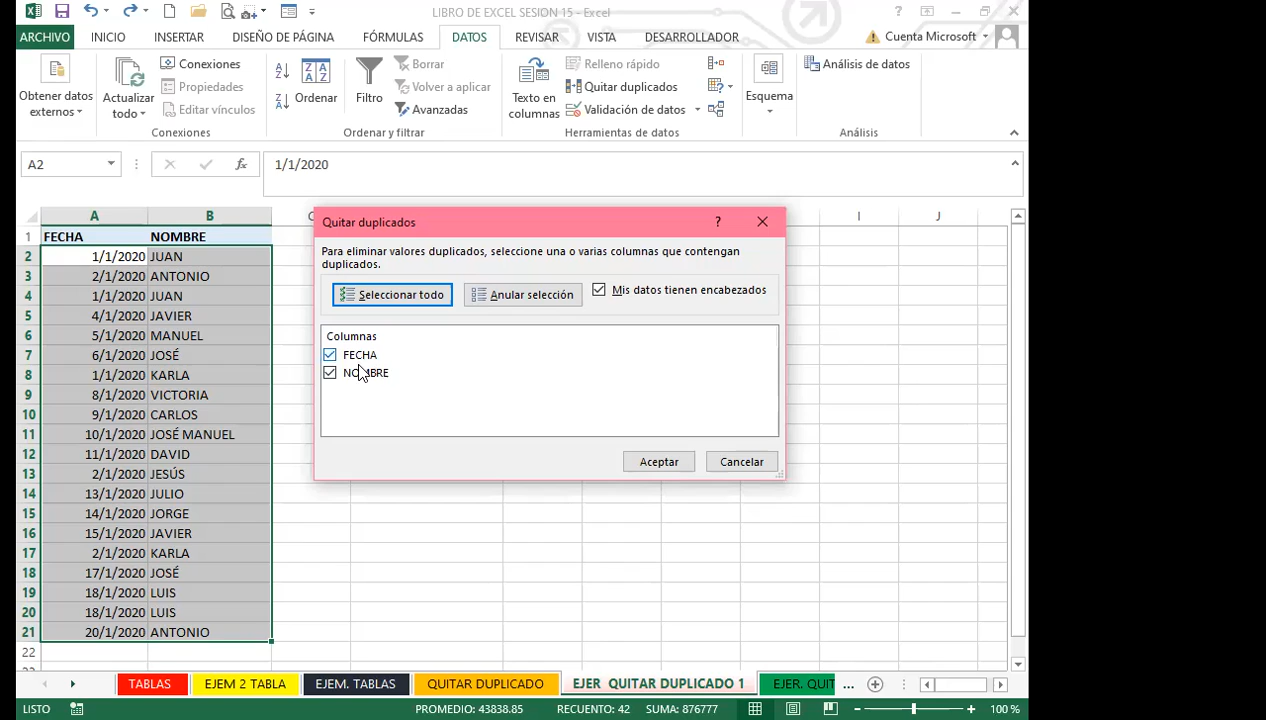 LIBRO DE EXCEL SESION 15 - Excel
ARCHIVO INICIO INSERTAR DISEÑO DE PÁGINA FÓRMULAS DATOS REVISAR VISTA DESARROLLADOR Cuenta Microsoft
Obtener datos externos
Actualizar todo
Conexiones
Propiedades
Editar vínculos
Conexiones
Ordenar
Filtro
Borrar
Volver a aplicar
Avanzadas
Ordenar y filtrar
Texto en columnas
Relleno rápido
Quitar duplicados
Validación de datos
Herramientas de datos
Esquema
Análisis de datos
Análisis
A2 fx 1/1/2020
A B I J
1 FECHA NOMBRE
2 1/1/2020 JUAN
3 2/1/2020 ANTONIO
4 1/1/2020 JUAN
5 4/1/2020 JAVIER
6 5/1/2020 MANUEL
7 6/1/2020 JOSÉ
8 1/1/2020 KARLA
9 8/1/2020 VICTORIA
10 9/1/2020 CARLOS
11 10/1/2020 JOSÉ MANUEL
12 11/1/2020 DAVID
13 2/1/2020 JESÚS
14 13/1/2020 JULIO
15 14/1/2020 JORGE
16 15/1/2020 JAVIER
17 2/1/2020 KARLA
18 17/1/2020 JOSÉ
19 18/1/2020 LUIS
20 18/1/2020 LUIS
21 20/1/2020 ANTONIO
22
Quitar duplicados ?
Para eliminar valores duplicados, seleccione una o varias columnas que contengan
duplicados.
Seleccionar todo Anular selección Mis datos tienen encabezados
Columnas
FECHA
NOMBRE
Aceptar Cancelar
TABLAS EJEM 2 TABLA EJEM. TABLAS QUITAR DUPLICADO EJER QUITAR DUPLICADO 1 EJER. QUIT ...
LISTO PROMEDIO: 43838.85 RECUENTO: 42 SUMA: 876777 100 %